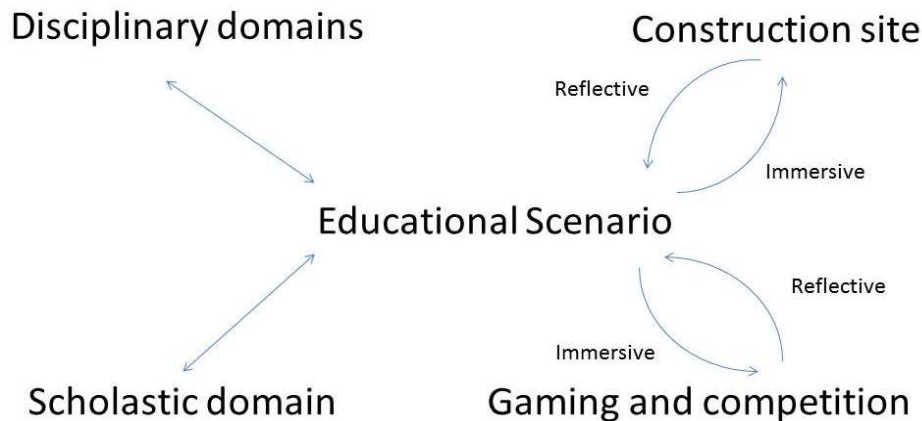 Disciplinary domains
Construction site
Reflective
Immersive
Educational Scenario
Reflective
Immersive
Scholastic domain
Gaming and competition